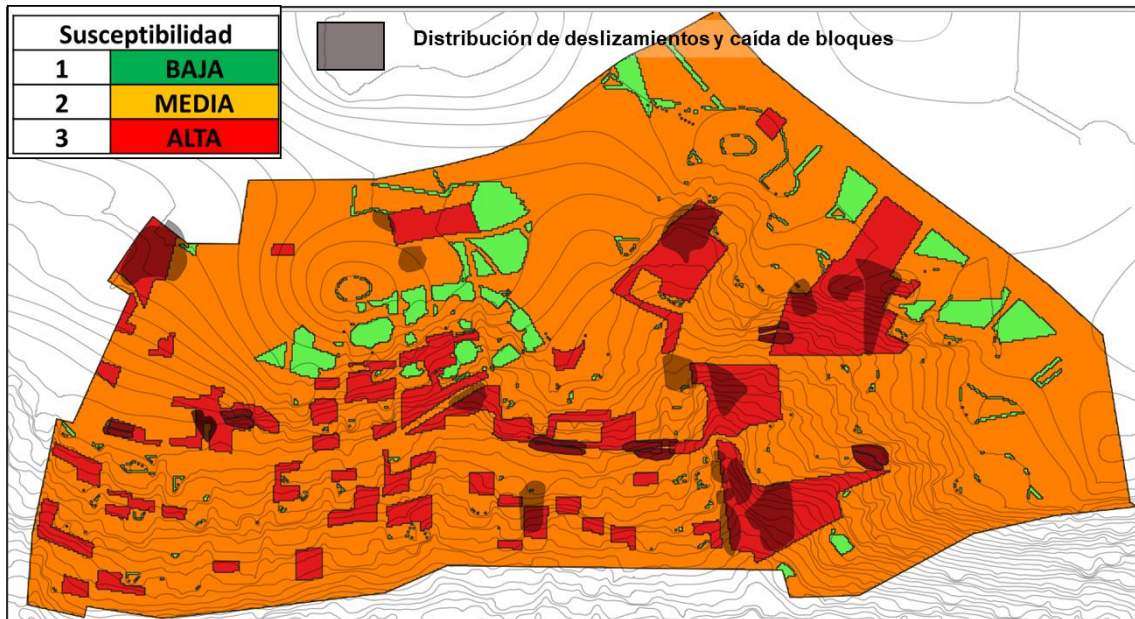 Susceptibilidad
1 BAJA
2 MEDIA
3 ALTA
Distribución de deslizamientos y caída de bloques